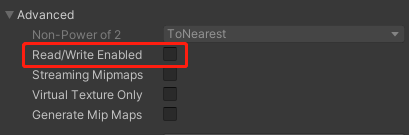 Advanced
Non-Power of 2 ToNearest
Read/Write Enabled
Streaming Mipmaps
Virtual Texture Only
Generate Mip Maps